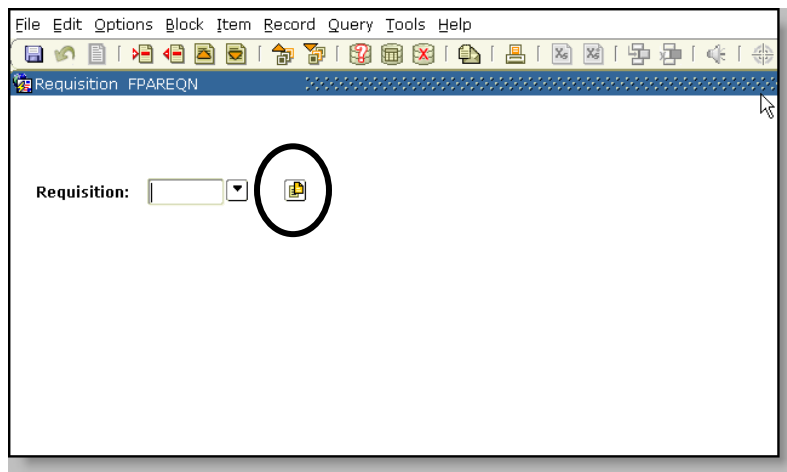 File Edit Options Block Item Record Query Tools Help
Requisition FPAREQN
Requisition: